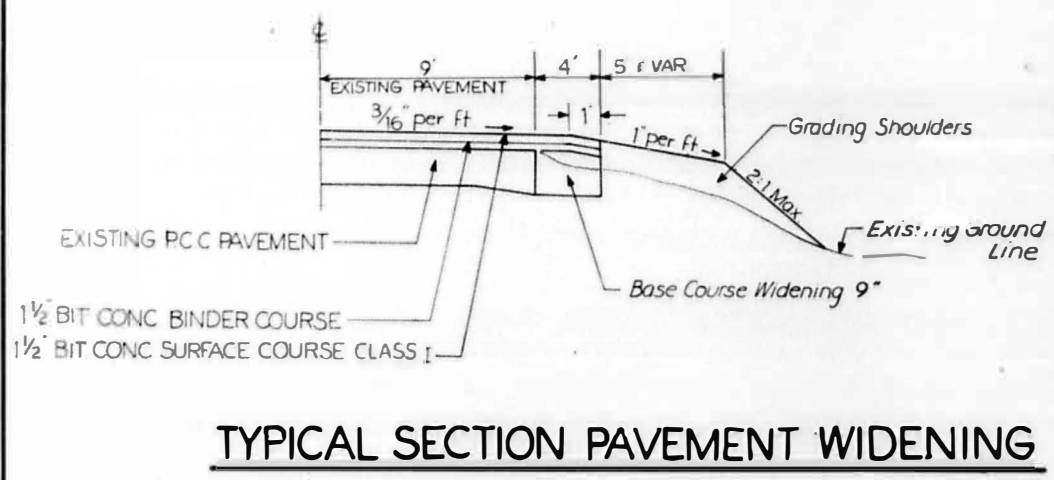 ℄
9'
4'
5' & VAR
EXISTING PAVEMENT
3/16" per ft
1'
1" per ft
Grading Shoulders
2:1 Max
EXISTING P.C.C. PAVEMENT
Existing Ground
Line
Base Course Widening 9"
1½" BIT CONC BINDER COURSE
1½" BIT CONC SURFACE COURSE CLASS I
TYPICAL SECTION PAVEMENT WIDENING